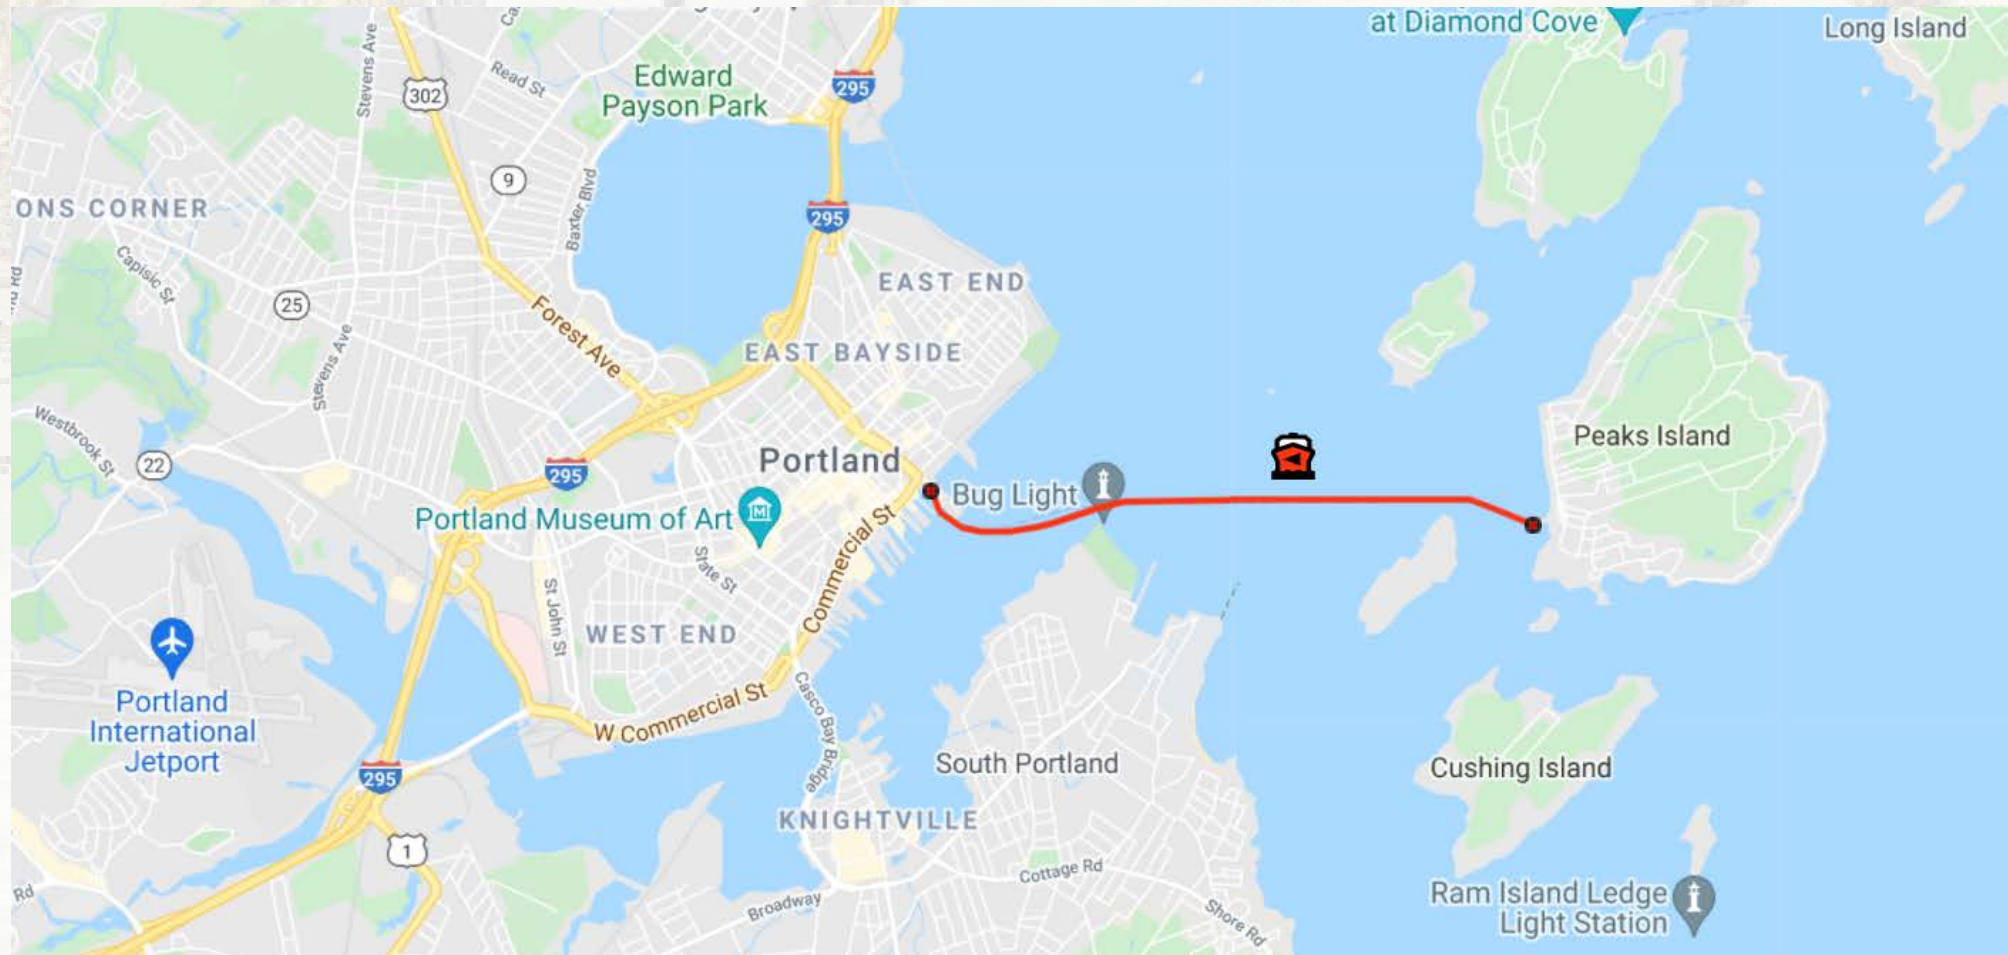 at Diamond Cove
Long Island
Stevens Ave
Read St
Edward
Payson Park
295
302
9
Baxter Blvd
295
ONS CORNER
Capisic St
25
EAST END
Forest Ave
EAST BAYSIDE
Stevens Ave
Westbrook St
22
Portland
295
Peaks Island
Bug Light
Portland Museum of Art
M
State St
Commercial St
St John St
WEST END
Portland
International
Jetport
W Commercial St
Casco Bay Bridge
South Portland
Cushing Island
295
KNIGHTVILLE
1
Cottage Rd
Broadway
Rd
Shore Rd
Ram Island Ledge
Light Station